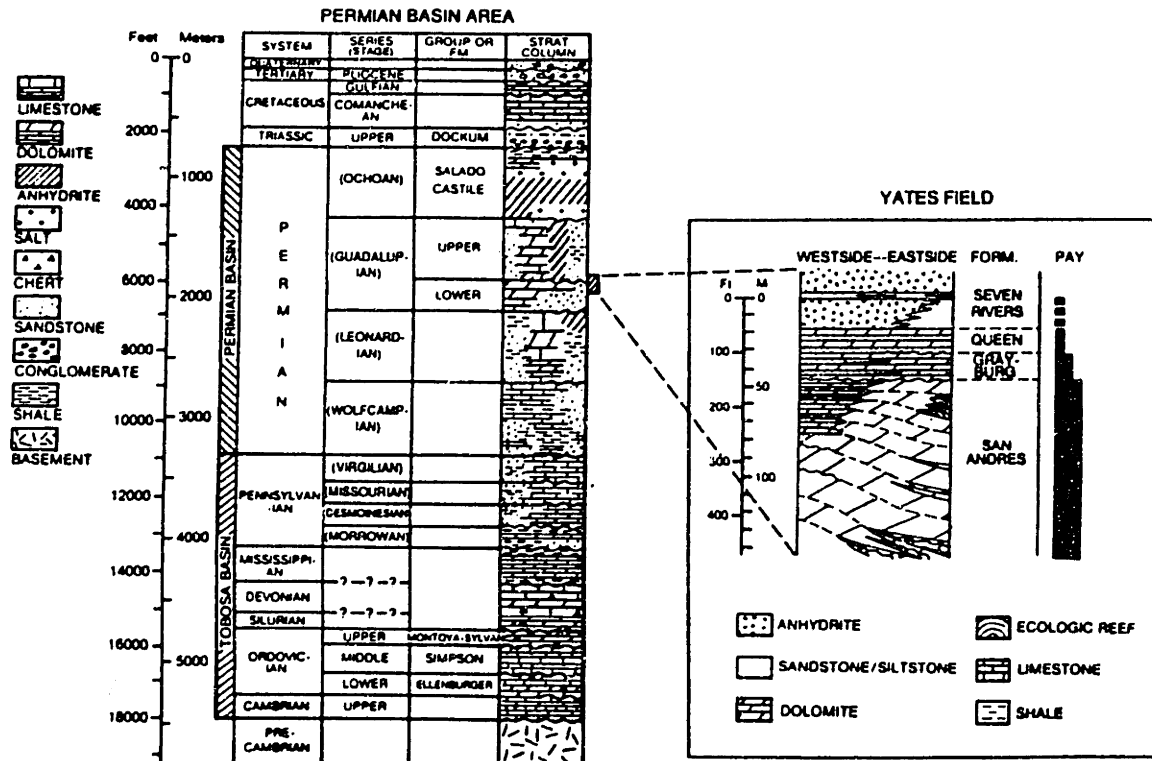 PERMIAN BASIN AREA
Feet Meters
SYSTEM
SERIES
(STAGE)
GROUP OR
FM
STRAT
COLUMN
0 0
2000
1000
4000
6000
2000
8000
10000
3000
12000
4000
14000
16000
5000
18000
LIMESTONE
DOLOMITE
ANHYDRITE
SALT
CHERT
SANDSTONE
CONGLOMERATE
SHALE
BASEMENT
PERMIAN BASIN
TOBOSA BASIN
QUATERNARY
TERTIARY PLIOCENE
CRETACEOUS
GULFIAN
COMANCHE-
AN
TRIASSIC UPPER DOCKUM
PERMIAN
(OCHOAN)
SALADO
CASTILE
(GUADALUP-
IAN)
UPPER
LOWER
(LEONARD-
IAN)
(WOLFCAMP-
IAN)
PENNSYLVAN
-IAN
(VIRGILIAN)
(MISSOURIAN)
(MORROWAN)
MISSISSIPPI-
AN
-?-?-?
DEVONIAN
-?-?-?
SILURIAN
ORDOVIC-
IAN
UPPER MONTOYA-SYLVAN
MIDDLE SIMPSON
LOWER ELLENBURGER
CAMBRIAN UPPER
PRE-
CAMBRIAN
YATES FIELD
WESTSIDE--EASTSIDE FORM. PAY
M
0 0
100
50
200
300
100
400
SEVEN
RIVERS
QUEEN
GRAY-
BURG
SAN
ANDRES
ANHYDRITE
SANDSTONE/SILTSTONE
DOLOMITE
ECOLOGIC REEF
LIMESTONE
SHALE